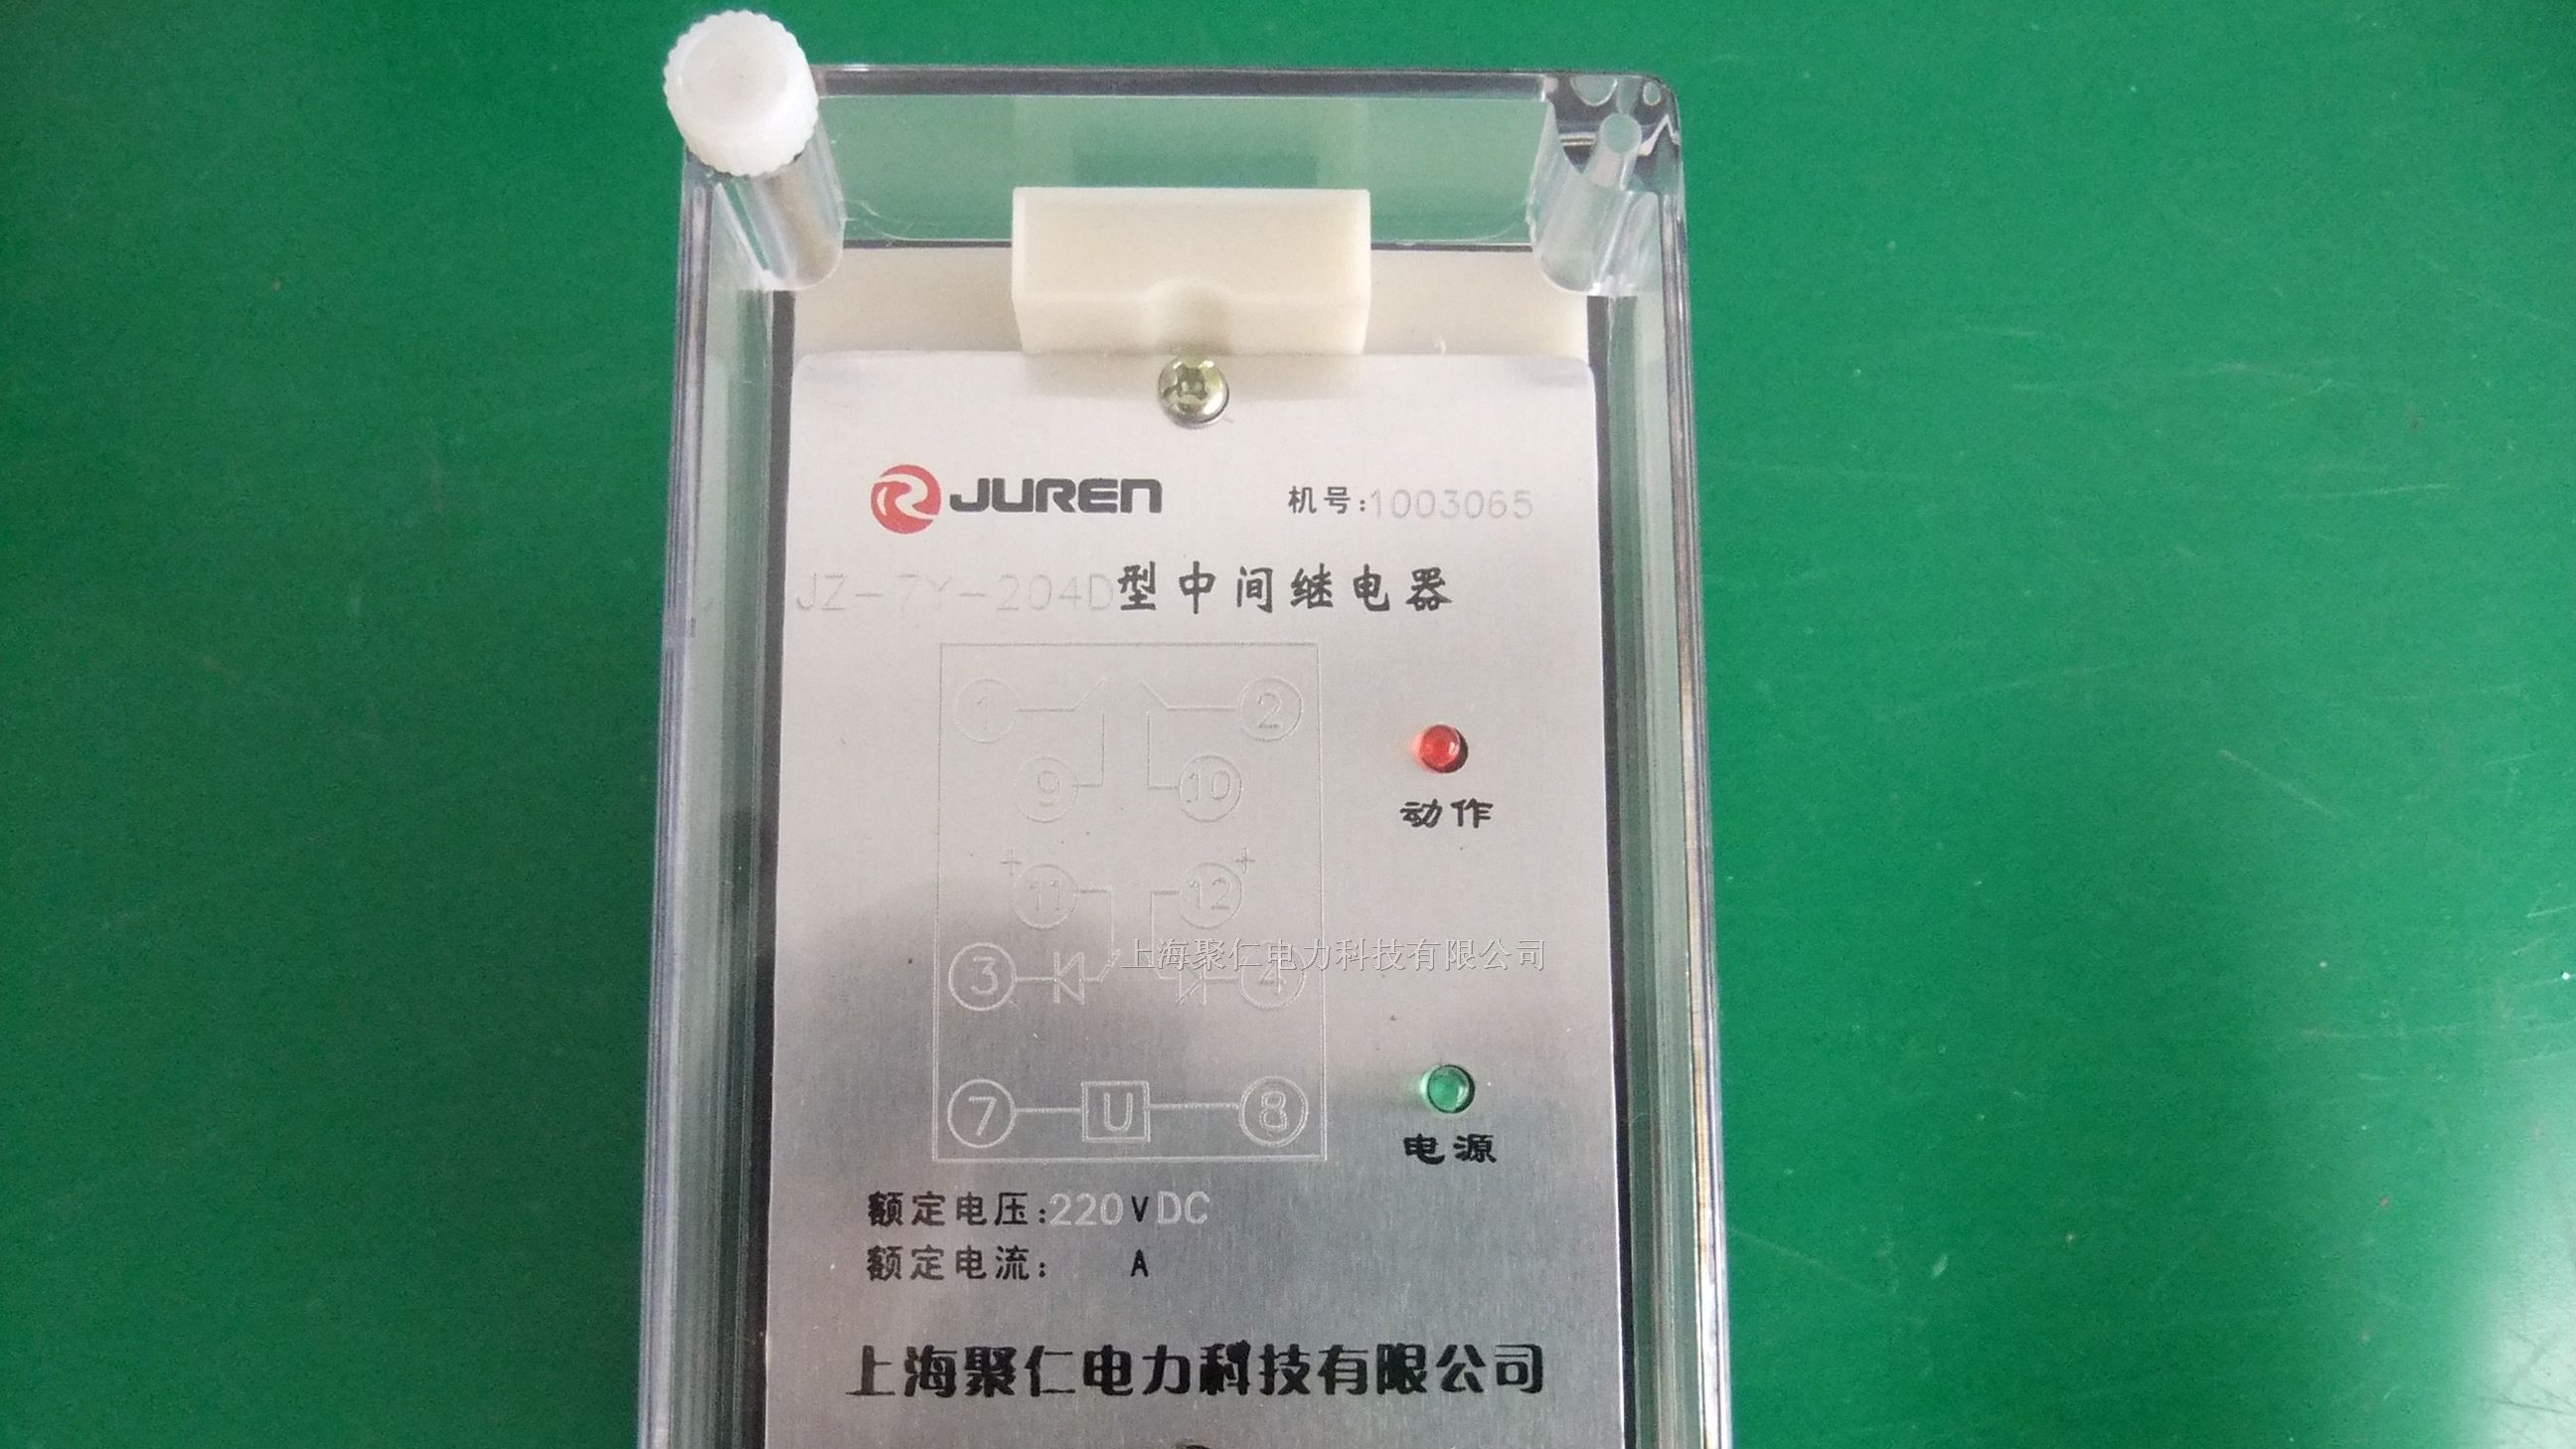 JUREN 机号:1003065
JZ-7Y-204D型中间继电器
1 2
9 10
动作
+ 11 12 +
上海聚仁电力科技有限公司
3 4
7 U 8
电源
额定电压:220VDC
额定电流: A
上海聚仁电力科技有限公司